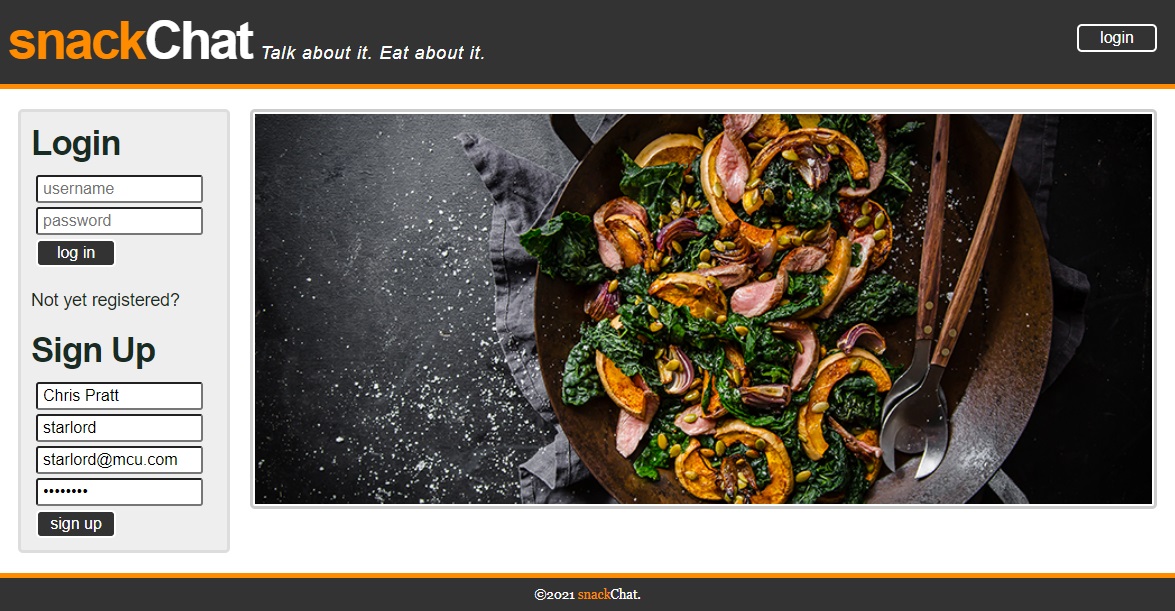 snackChat Talk about it. Eat about it.
login
Login
username
password
log in
Not yet registered?
Sign Up
Chris Pratt
starlord
starlord@mcu.com
••••••••
sign up
©2021 snackChat.